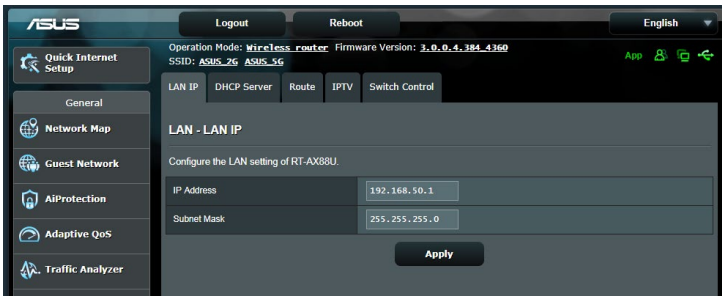 ASUS
Logout
Reboot
English
Quick Internet
Setup
Operation Mode: Wireless router Firmware Version: 3.0.0.4.384_4360
SSID: ASUS_2G ASUS_5G
App
General
Network Map
Guest Network
AiProtection
Adaptive QoS
Traffic Analyzer
LAN IP
DHCP Server
Route
IPTV
Switch Control
LAN - LAN IP
Configure the LAN setting of RT-AX88U.
IP Address
192.168.50.1
Subnet Mask
255.255.255.0
Apply